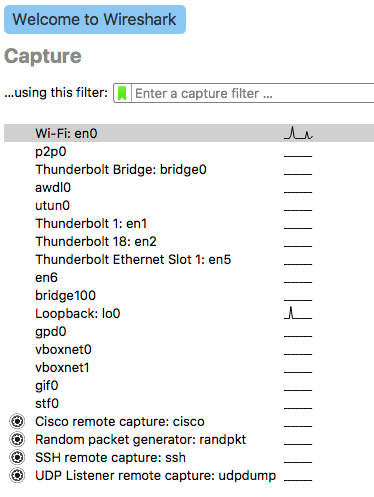 Welcome to Wireshark
Capture
...using this filter: Enter a capture filter ...
Wi-Fi: en0
p2p0
Thunderbolt Bridge: bridge0
awdl0
utun0
Thunderbolt 1: en1
Thunderbolt 18: en2
Thunderbolt Ethernet Slot 1: en5
en6
bridge100
Loopback: lo0
gpd0
vboxnet0
vboxnet1
gif0
stf0
Cisco remote capture: cisco
Random packet generator: randpkt
SSH remote capture: ssh
UDP Listener remote capture: udpdump